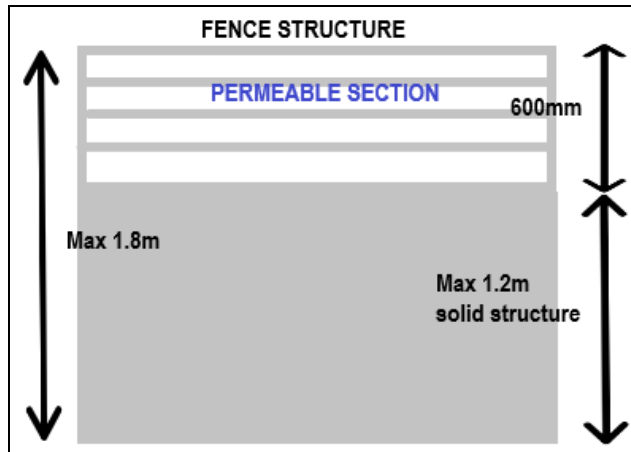 FENCE STRUCTURE
PERMEABLE SECTION
600mm
Max 1.8m
Max 1.2m
solid structure